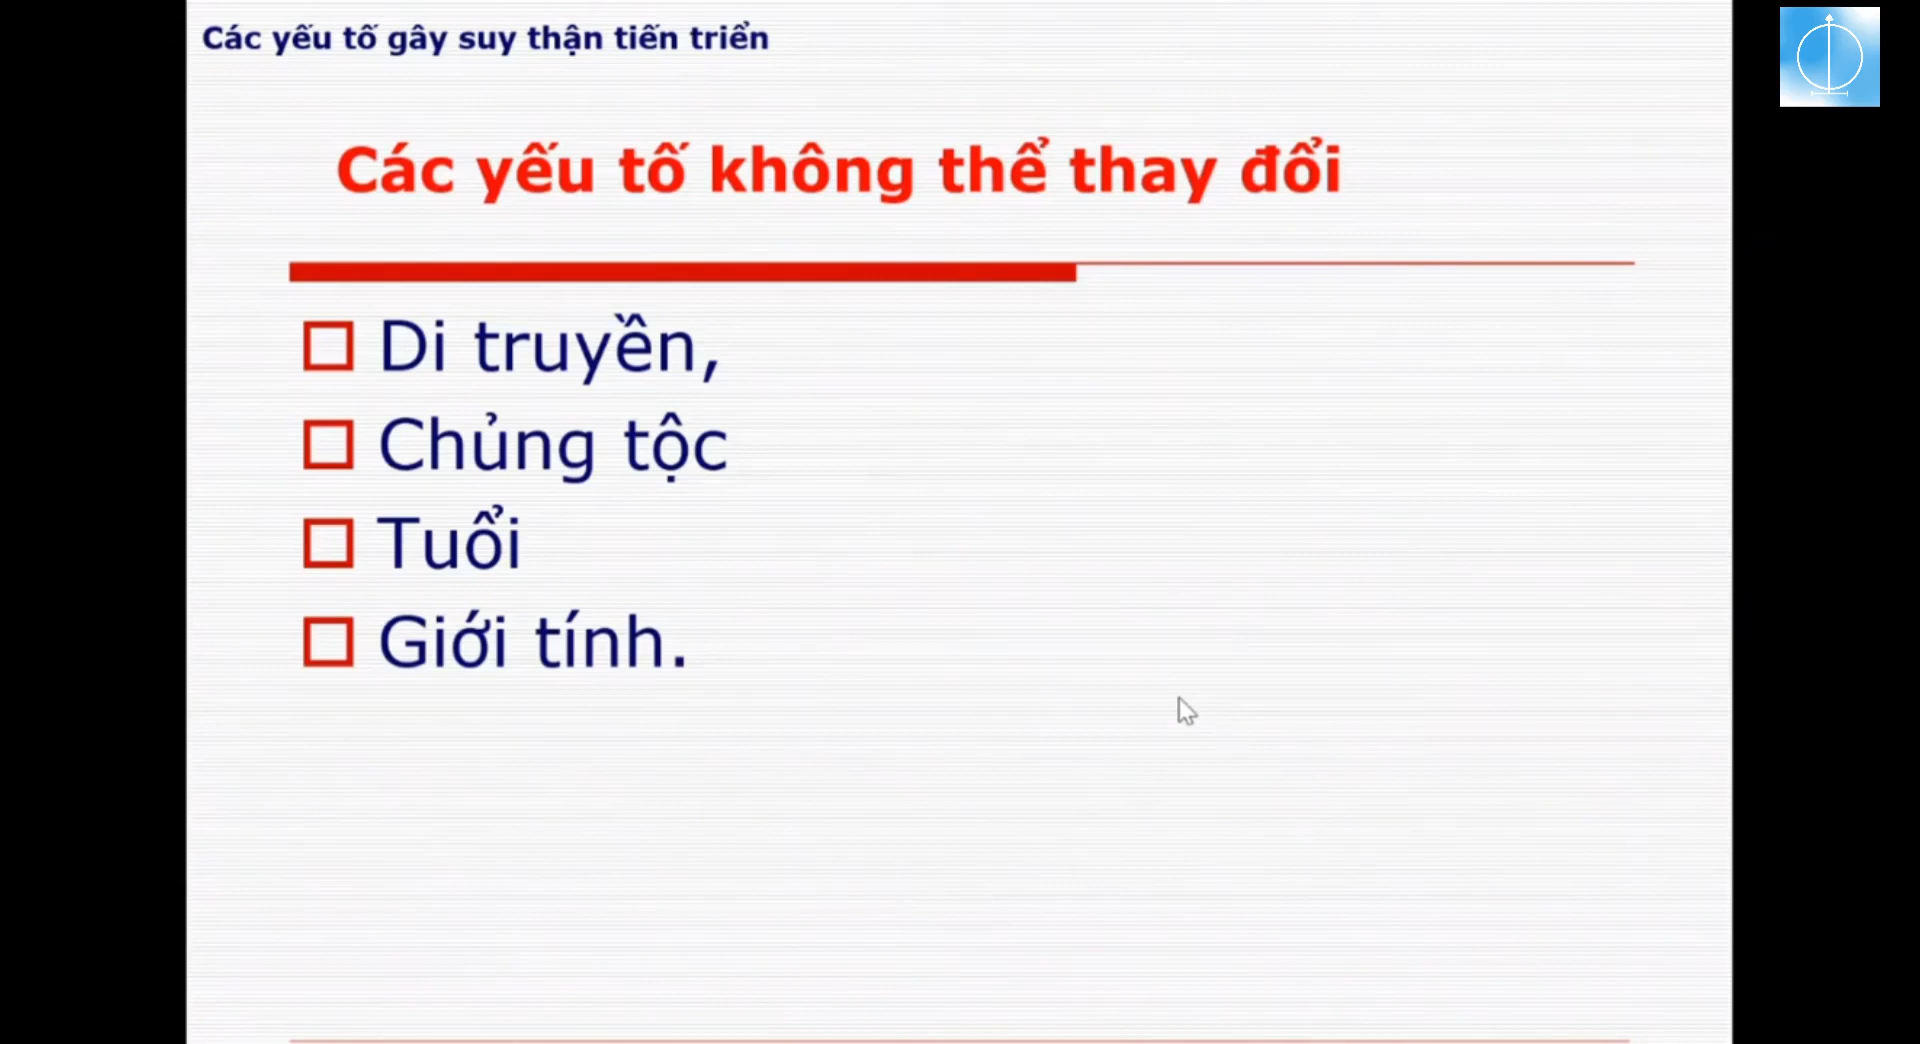 Các yếu tố gây suy thận tiến triển
Các yếu tố không thể thay đổi
Di truyền,
Chủng tộc
Tuổi
Giới tính.